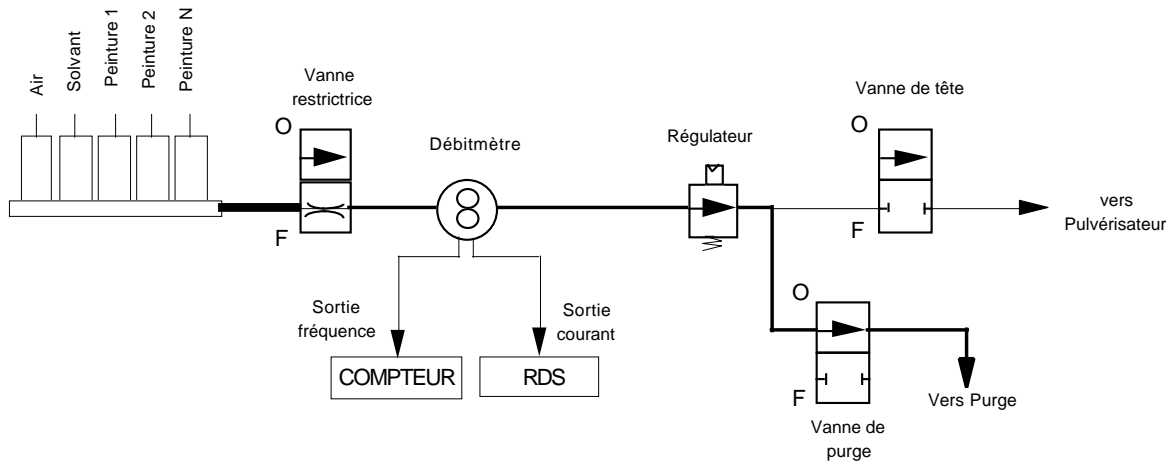 Air
Solvant
Peinture 1
Peinture 2
Peinture N
Vanne
restrictrice
O
F
Débitmètre
Régulateur
Vanne de tête
O
F
vers
Pulvérisateur
Sortie
fréquence
Sortie
courant
COMPTEUR
RDS
O
F
Vanne de
purge
Vers Purge